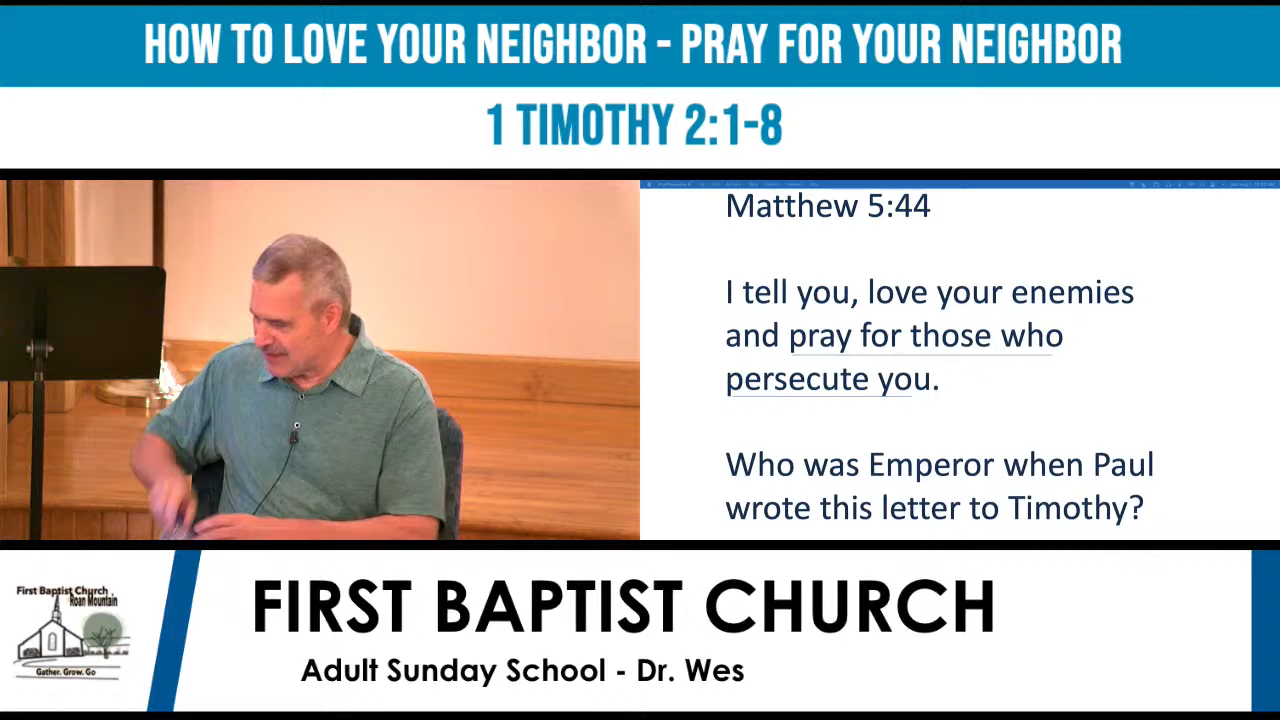 HOW TO LOVE YOUR NEIGHBOR - PRAY FOR YOUR NEIGHBOR
1 TIMOTHY 2:1-8
Matthew 5:44
I tell you, love your enemies
and pray for those who
persecute you.
Who was Emperor when Paul
wrote this letter to Timothy?
First Baptist Church
Roan Mountain
Gather. Grow. Go
FIRST BAPTIST CHURCH
Adult Sunday School - Dr. Wes